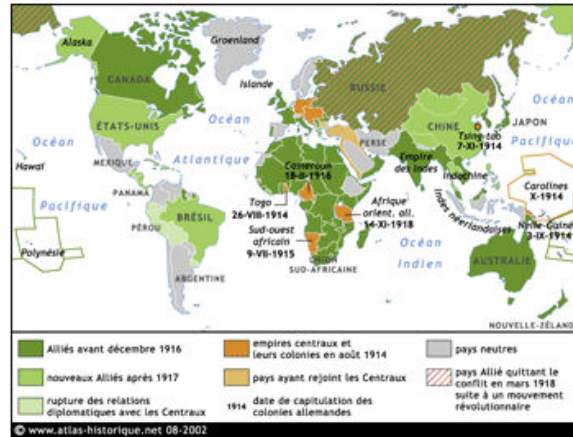 Alaska
Groenland
CANADA
Islande
RUSSIE
Océan
Océan
Océan
ÉTATS-UNIS
CHINE
JAPON
Tsing-tao
7-XI-1914
PERSE
Atlantique
Pacifique
Hawaï
MEXIQUE
Cameroun
18-II-1916
Empire
des Indes
Indochine
Carolines
X-1914
PANAMA
Togo
26-VIII-1914
Afrique
orient. all.
14-XI-1918
Indes néerlandaises
Nlle-Guinée
3-IX-1914
Pacifique
BRÉSIL
PÉROU
Sud-ouest
africain
9-VII-1915
Océan
Indien
Polynésie
UNION
SUD-AFRICAINE
AUSTRALIE
ARGENTINE
NOUVELLE-ZÉLANDE
Alliés avant décembre 1916
nouveaux Alliés après 1917
rupture des relations
diplomatiques avec les Centraux
empires centraux et
leurs colonies en août 1914
pays ayant rejoint les Centraux
1914 date de capitulation des
colonies allemandes
pays neutres
pays Allié quittant le
conflit en mars 1918
suite à un mouvement
révolutionnaire
© www.atlas-historique.net 08-2002